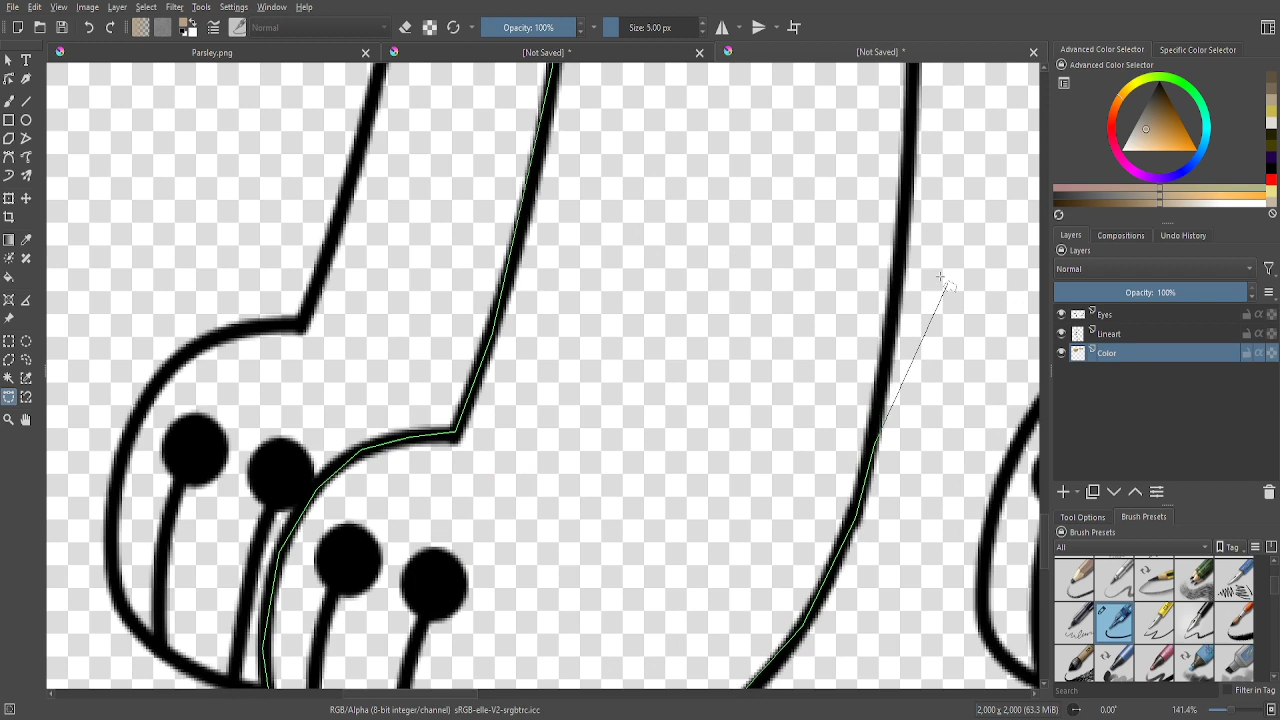 File Edit View Image Layer Select Filter Tools Settings Window Help
Normal Opacity: 100% Size: 5.00 px
Parsley.png [Not Saved] * [Not Saved] *
Advanced Color Selector Specific Color Selector
Advanced Color Selector
Layers Compositions Undo History
Layers
Normal
Opacity: 100%
Eyes
Lineart
Color
Tool Options Brush Presets
Brush Presets
All Tag
Search Filter in Tag
RGB/Alpha (8-bit integer/channel) sRGB-elle-V2-srgbtrc.icc 2,000 x 2,000 (63.3 MiB) 0.00° 141.4%